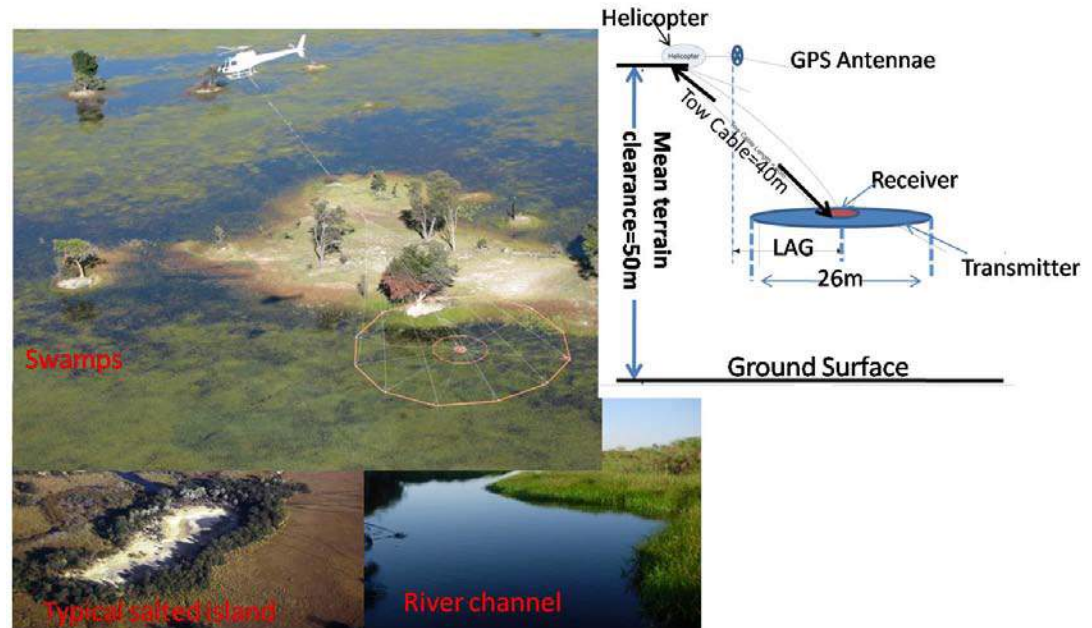 Helicopter
Helicopter
GPS Antennae
Tow Cable=40m
Mean terrain
clearance=50m
Receiver
LAG
Transmitter
26m
Ground Surface
Swamps
Typical salted island
River channel